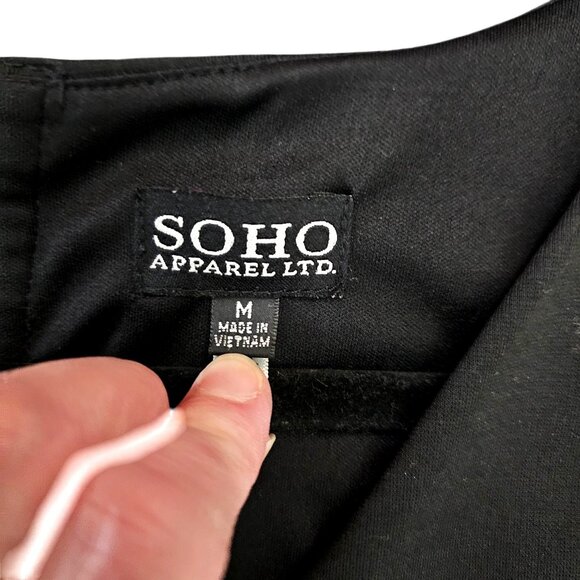 SOHO
APPAREL LTD.
M
MADE IN
VIETNAM